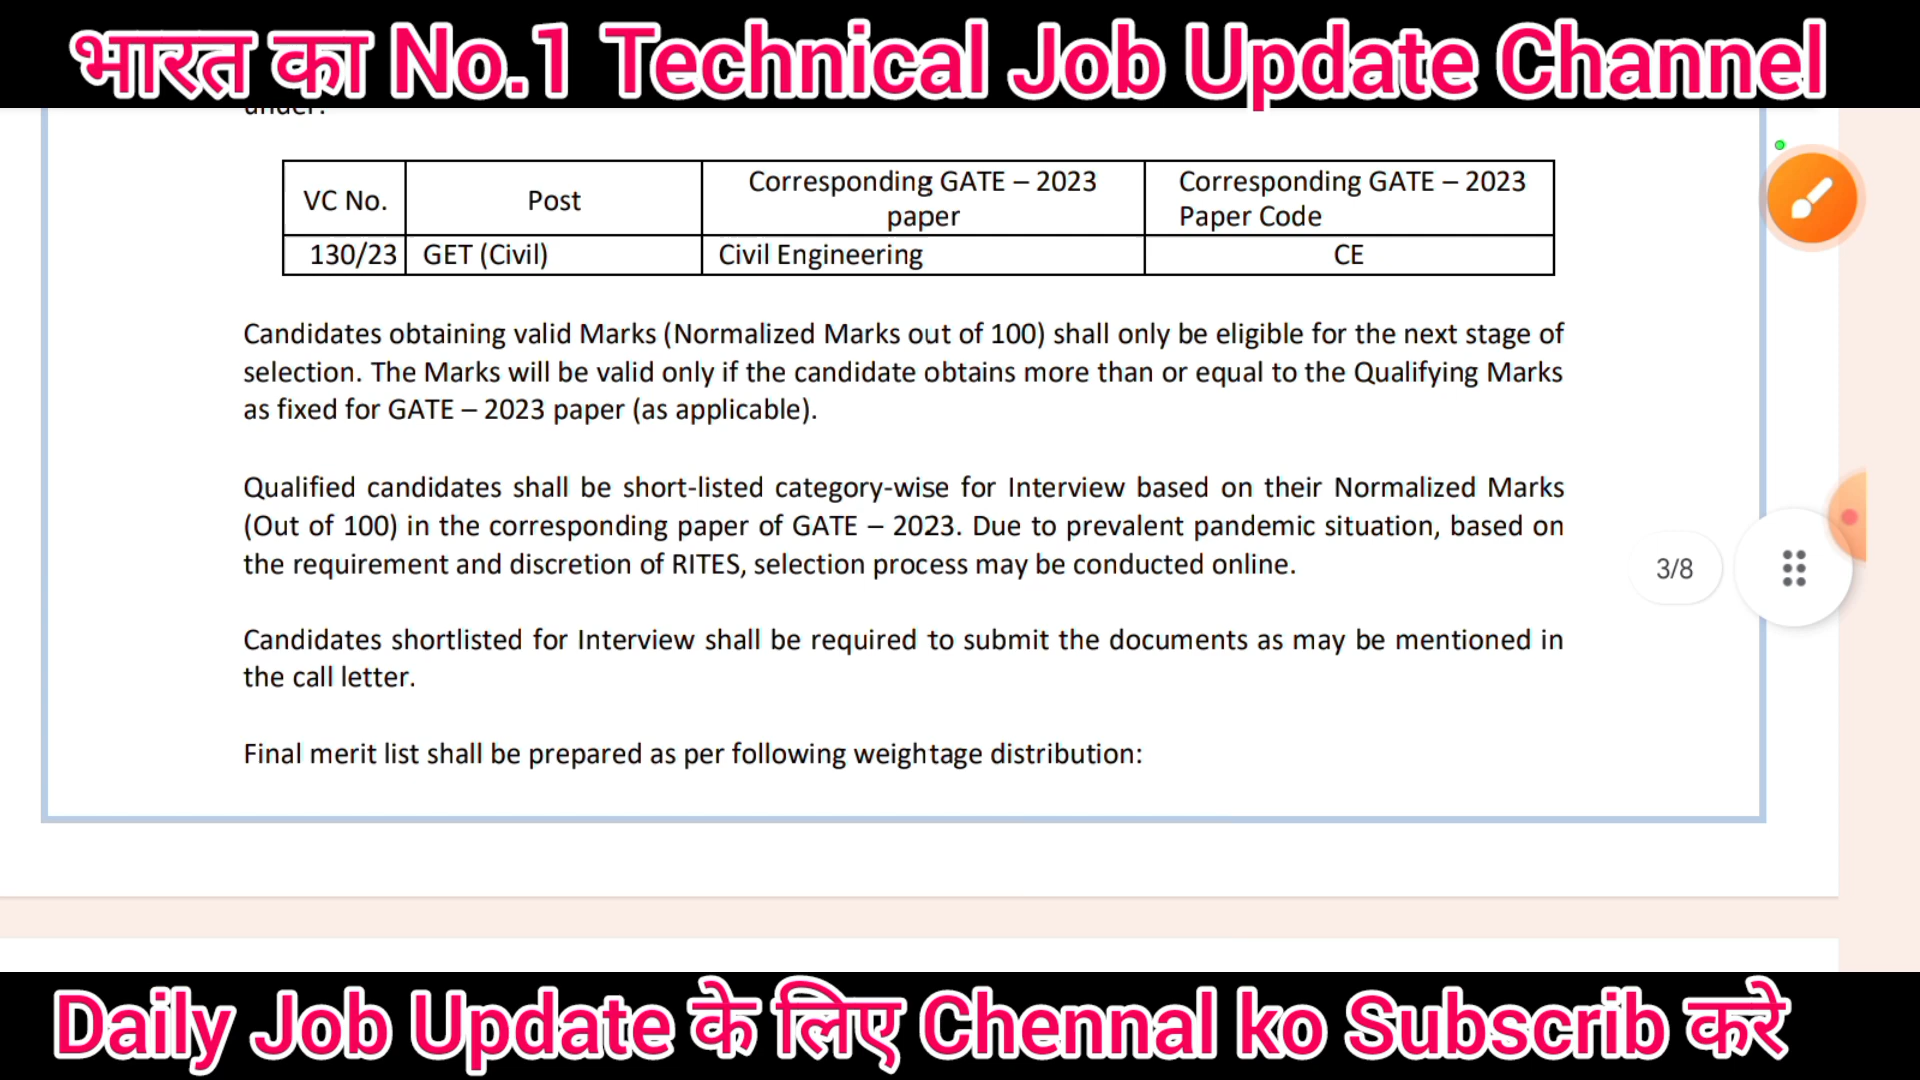 भारत का No.1 Technical Job Update Channel
under:
VC No. Post Corresponding GATE – 2023 paper Corresponding GATE – 2023 Paper Code
130/23 GET (Civil) Civil Engineering CE
Candidates obtaining valid Marks (Normalized Marks out of 100) shall only be eligible for the next stage of
selection. The Marks will be valid only if the candidate obtains more than or equal to the Qualifying Marks
as fixed for GATE – 2023 paper (as applicable).
Qualified candidates shall be short-listed category-wise for Interview based on their Normalized Marks
(Out of 100) in the corresponding paper of GATE – 2023. Due to prevalent pandemic situation, based on
the requirement and discretion of RITES, selection process may be conducted online.
3/8
Candidates shortlisted for Interview shall be required to submit the documents as may be mentioned in
the call letter.
Final merit list shall be prepared as per following weightage distribution:
Daily Job Update के लिए Chennal ko Subscrib करे